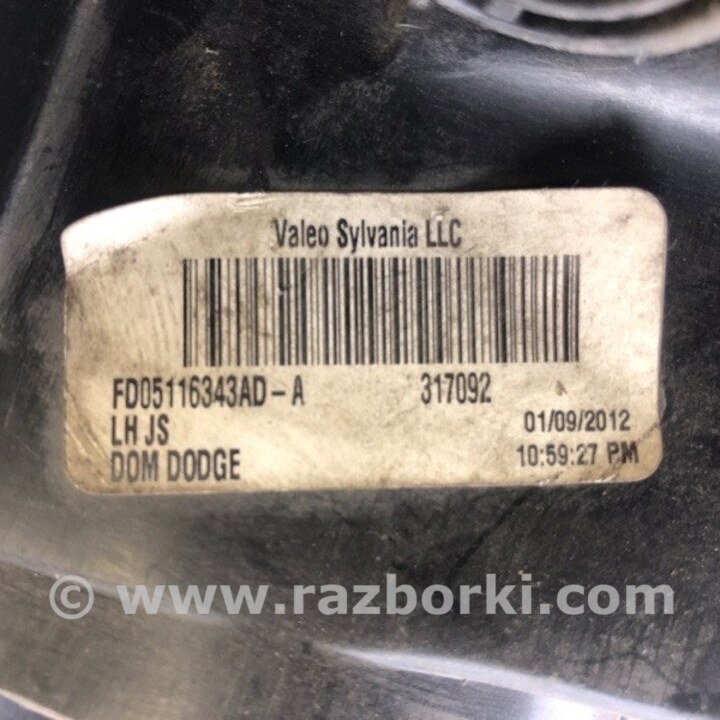 Valeo Sylvania LLC
FD05116343AD-A 317092
LH JS 01/09/2012
DOM DODGE 10:59:27 PM
© www.razborki.com